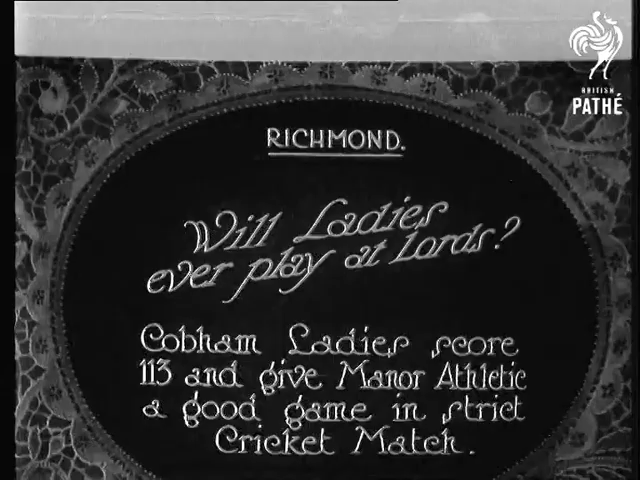 BRITISH
PATHÉ
RICHMOND.
Will Ladies
ever play at Lords?
Cobham Ladies score
113 and give Manor Athletic
a good game in strict
Cricket Match.